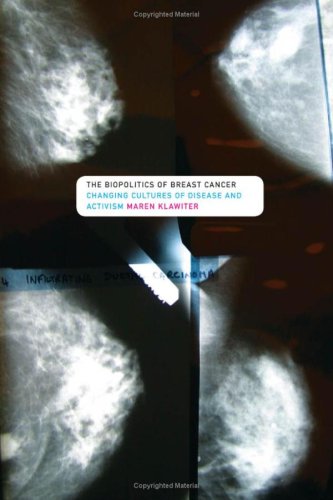 Copyrighted Material
THE BIOPOLITICS OF BREAST CANCER
CHANGING CULTURES OF DISEASE AND
ACTIVISM MAREN KLAWITER
4 INFILTRATING DUCTAL CARCINOMA
Copyrighted Material